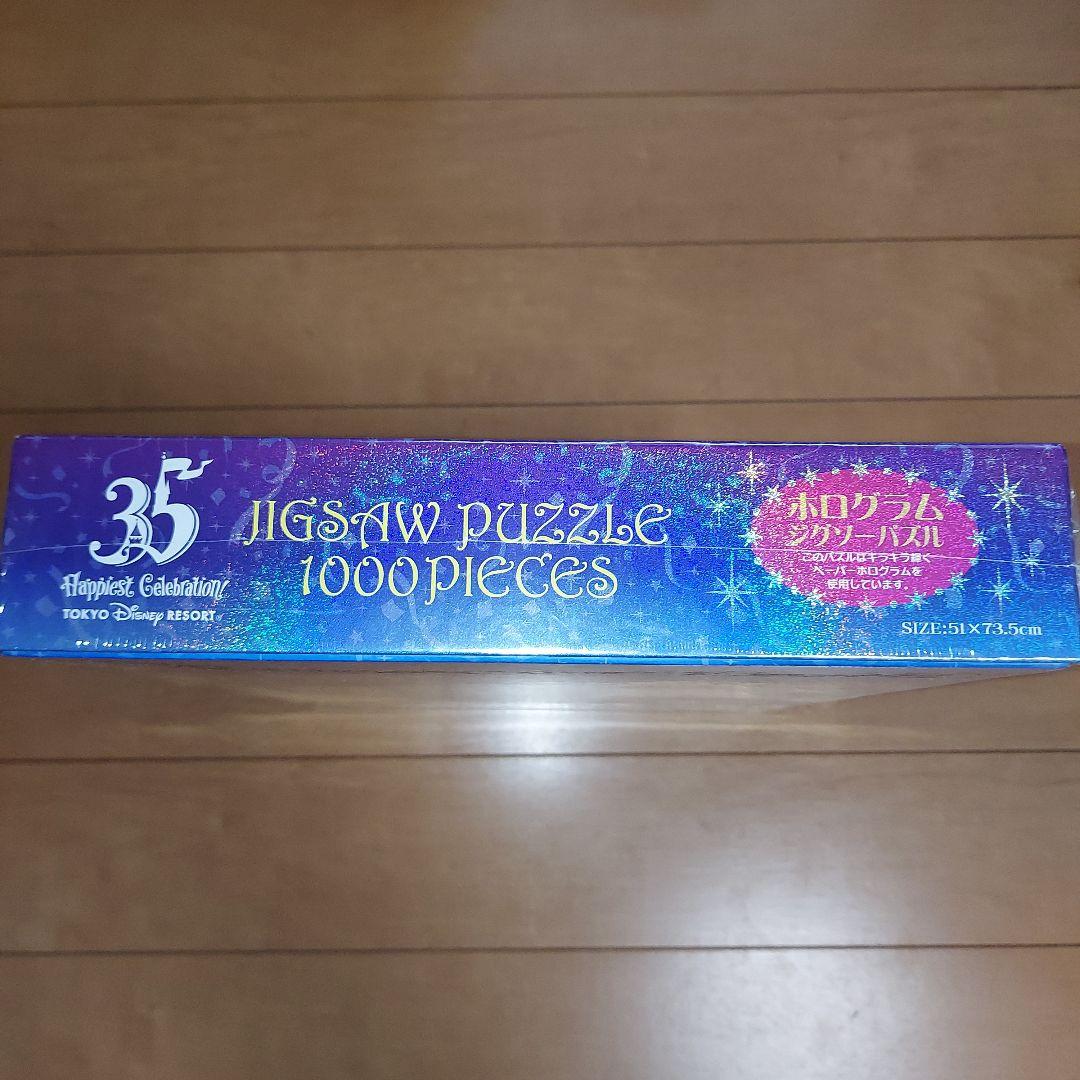 35
Happiest Celebration!
TOKYO Disney RESORT
JIGSAW PUZZLE
1000PIECES
ホログラム
ジグソーパズル
このパズルはキラキラ輝く
ペーパーホログラムを
使用しています。
SIZE:51×73.5cm